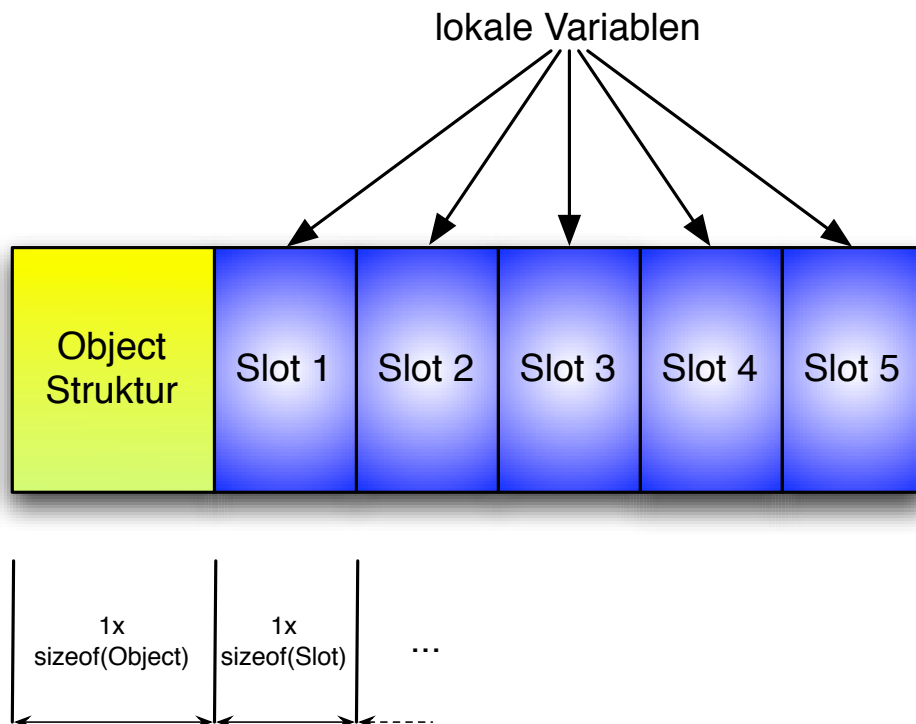 lokale Variablen
Object
Struktur
Slot 1
Slot 2
Slot 3
Slot 4
Slot 5
1x
sizeof(Object)
1x
sizeof(Slot)
...